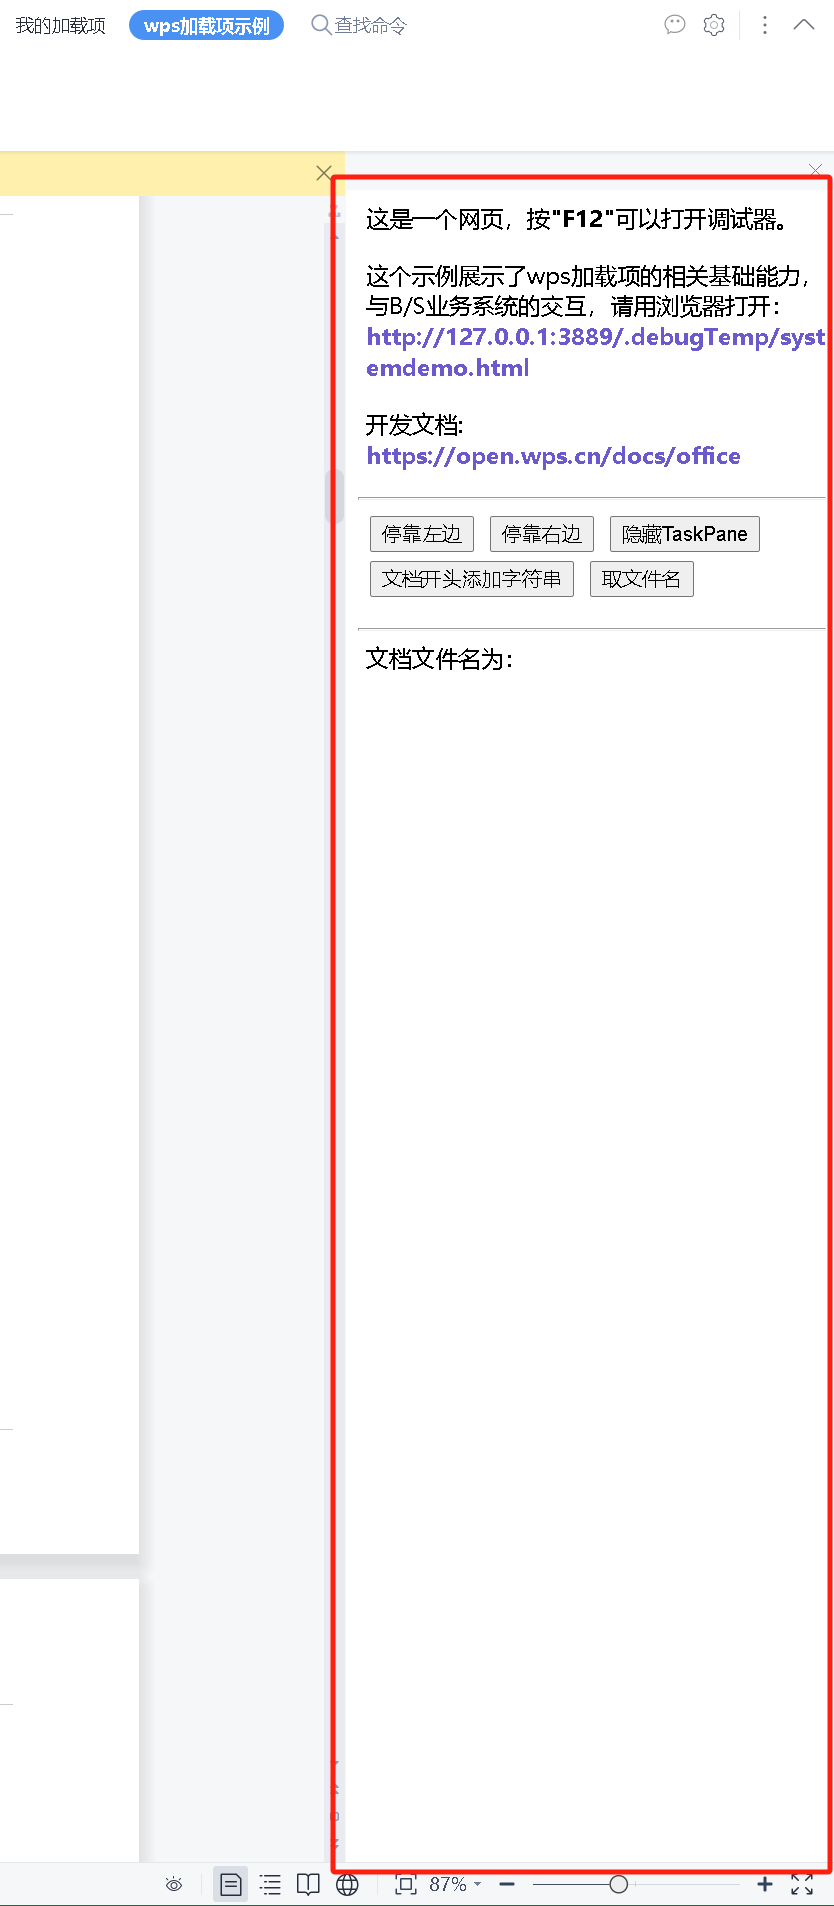 我的加载项 wps加载项示例 查找命令
这是一个网页，按"F12"可以打开调试器。
这个示例展示了wps加载项的相关基础能力，
与B/S业务系统的交互，请用浏览器打开：
http://127.0.0.1:3889/.debugTemp/syst
emdemo.html
开发文档:
https://open.wps.cn/docs/office
停靠左边 停靠右边 隐藏TaskPane
文档开头添加字符串 取文件名
文档文件名为：
87%